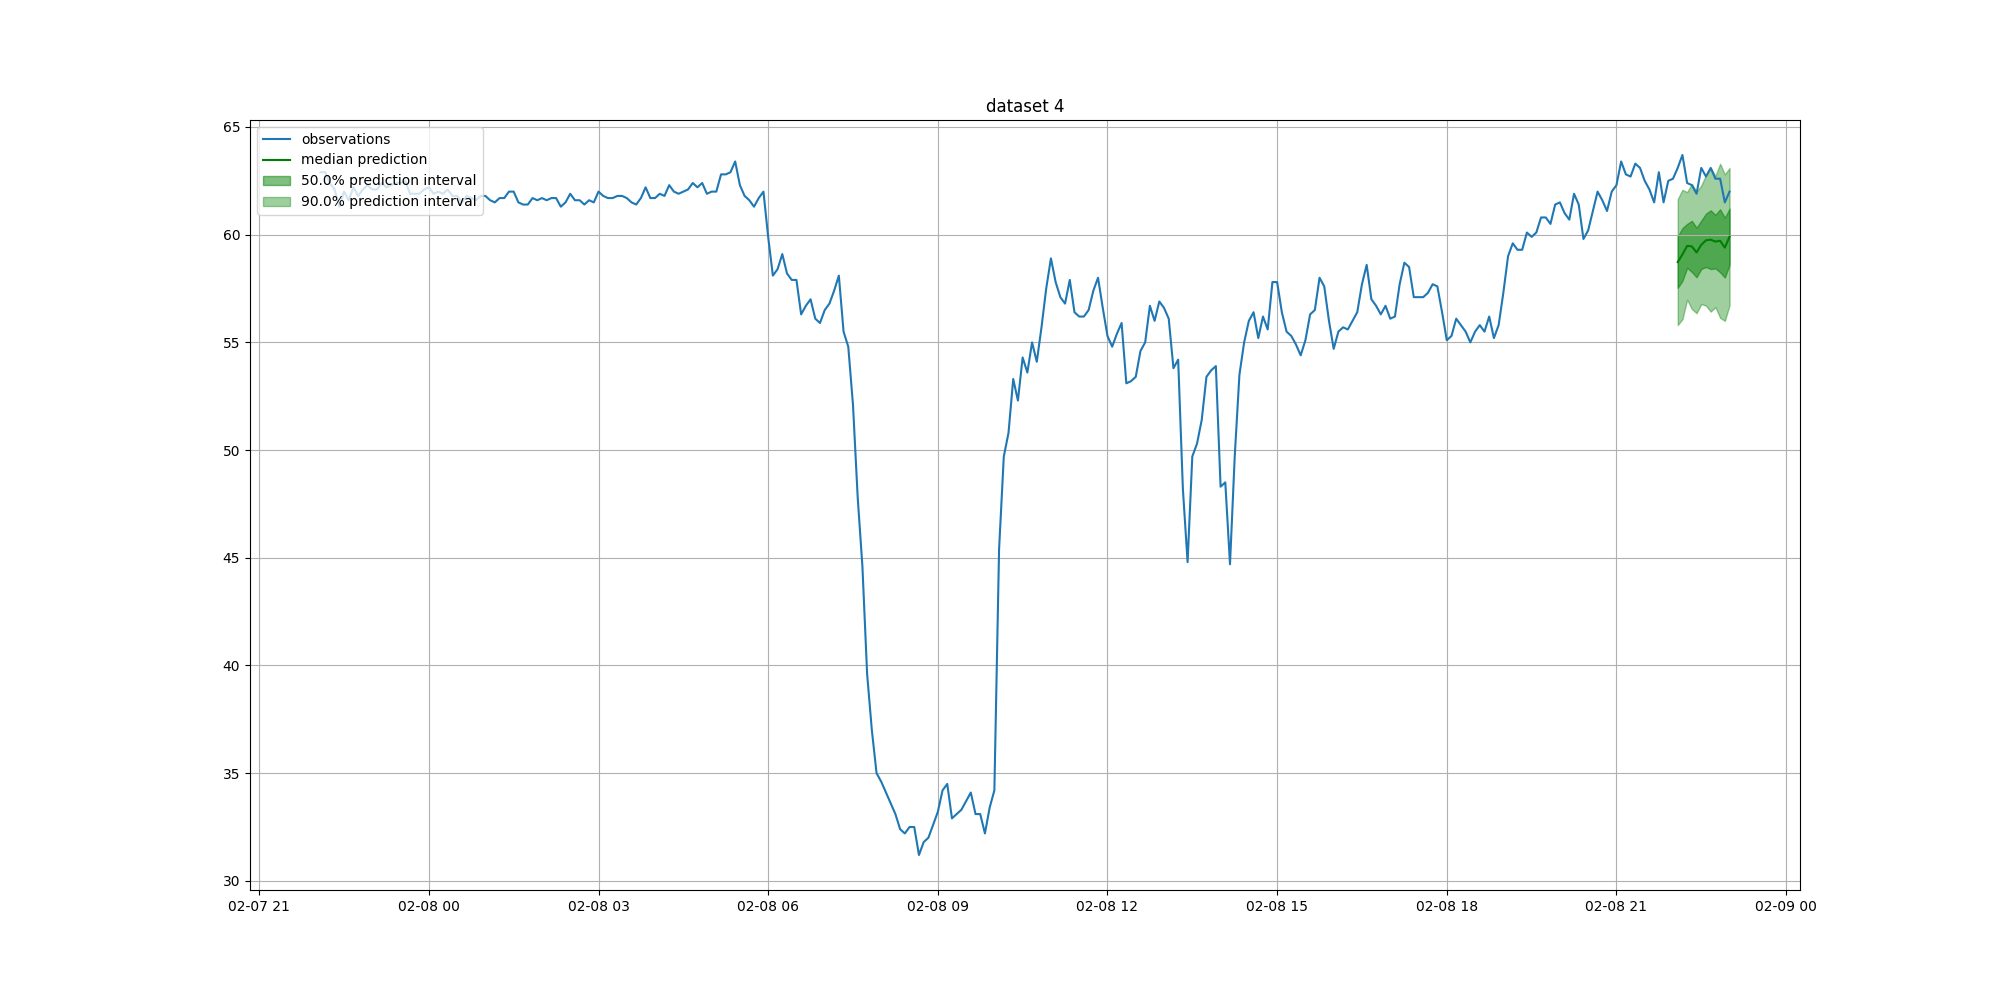 dataset 4
65
observations
median prediction
50.0% prediction interval
90.0% prediction interval
60
55
50
45
40
35
30
02-07 21 02-08 00 02-08 03 02-08 06 02-08 09 02-08 12 02-08 15 02-08 18 02-08 21 02-09 00